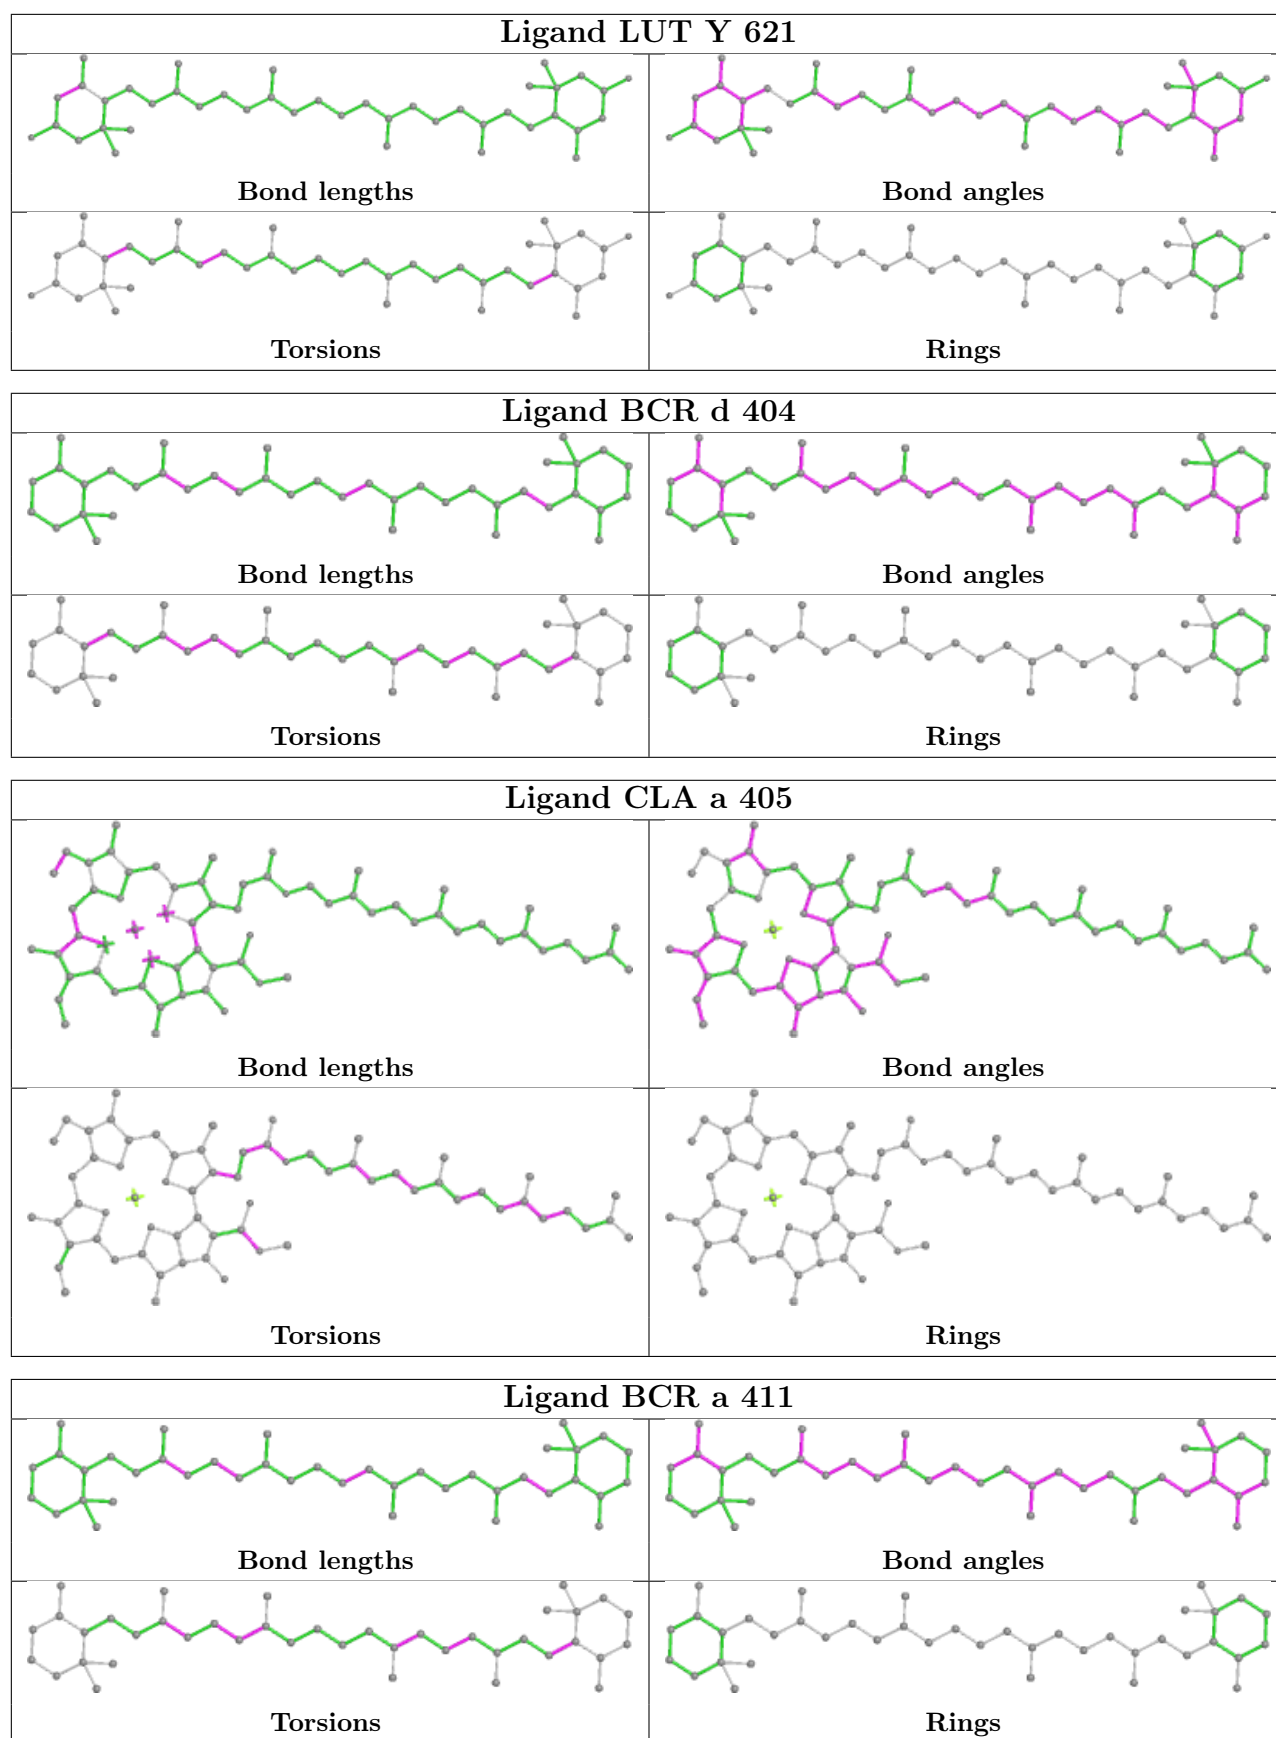 Ligand LUT Y 621
Bond lengths
Bond angles
Torsions
Rings
Ligand BCR d 404
Bond lengths
Bond angles
Torsions
Rings
Ligand CLA a 405
Bond lengths
Bond angles
Torsions
Rings
Ligand BCR a 411
Bond lengths
Bond angles
Torsions
Rings